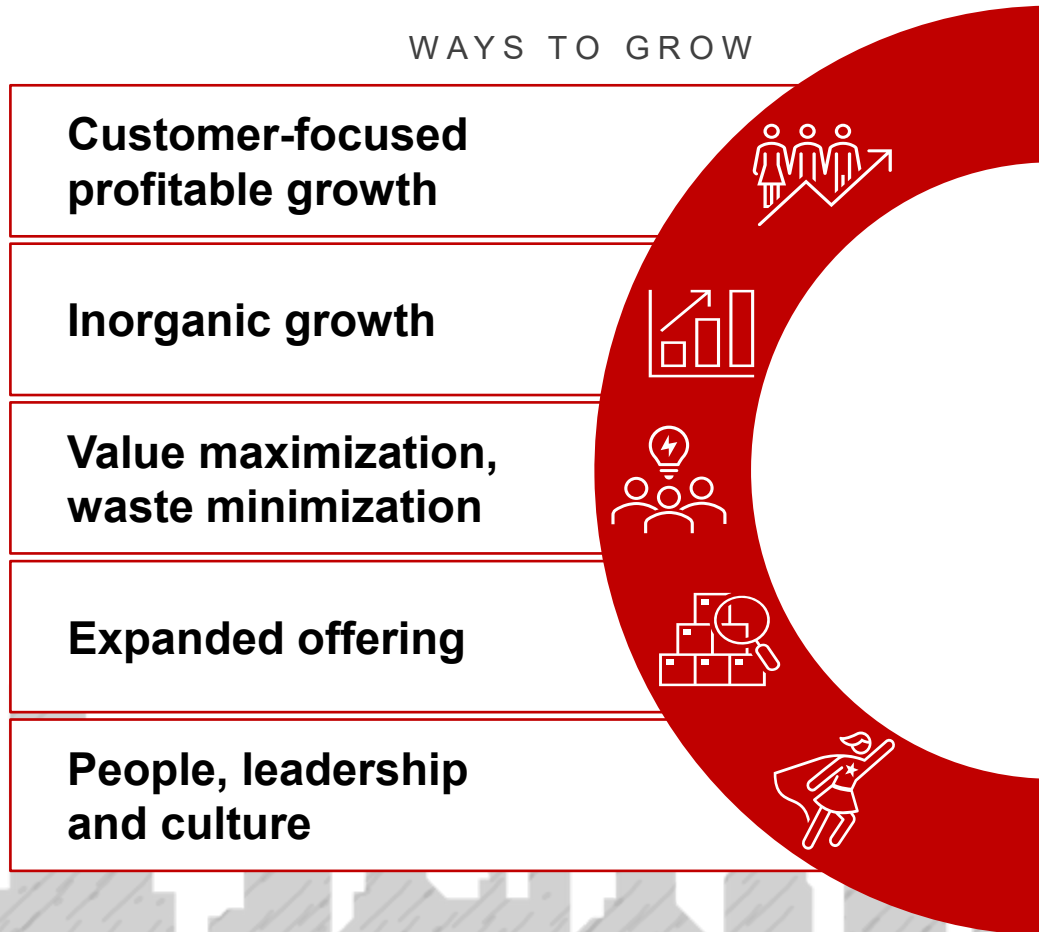 WAYS TO GROW
Customer-focused
profitable growth
Inorganic growth
Value maximization,
waste minimization
Expanded offering
People, leadership
and culture